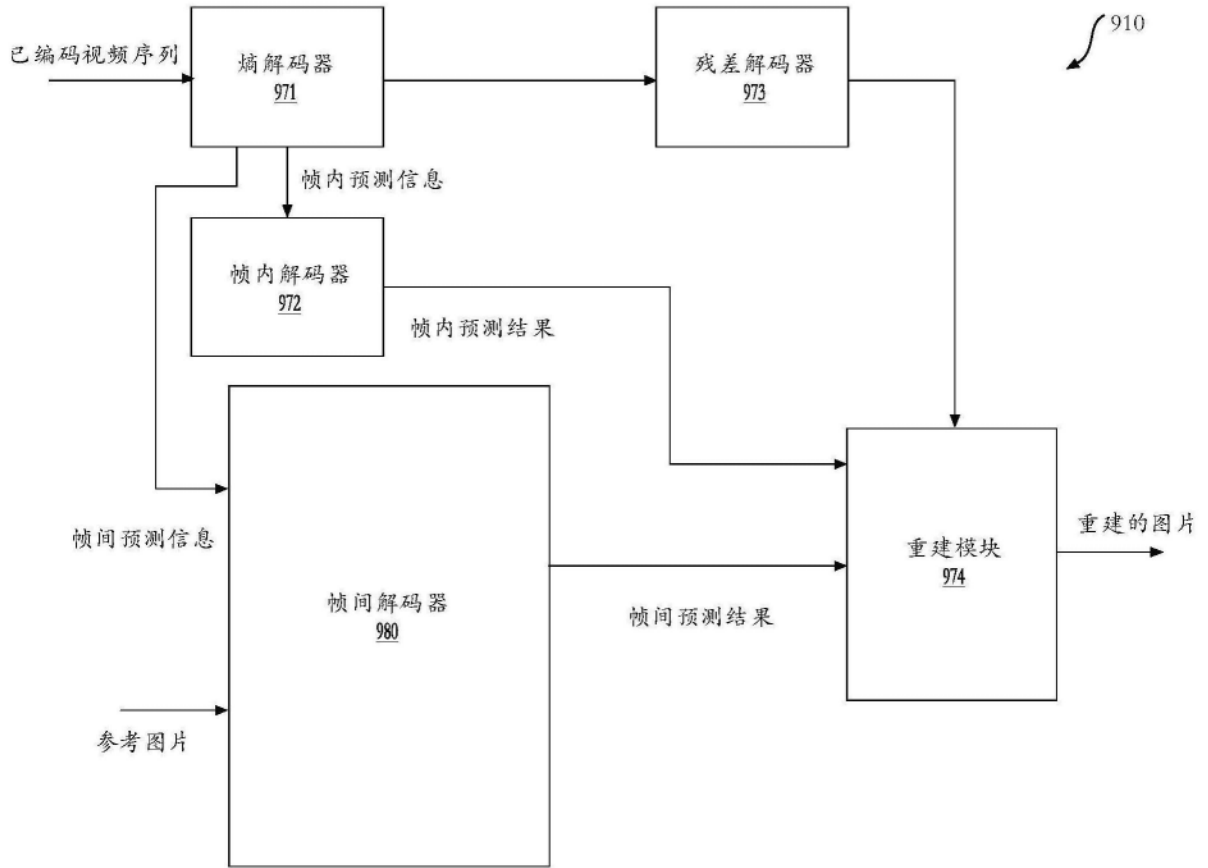 910
已编码视频序列
熵解码器
971
残差解码器
973
帧内预测信息
帧内解码器
972
帧内预测结果
帧间预测信息
帧间解码器
980
帧间预测结果
重建模块
974
重建的图片
参考图片